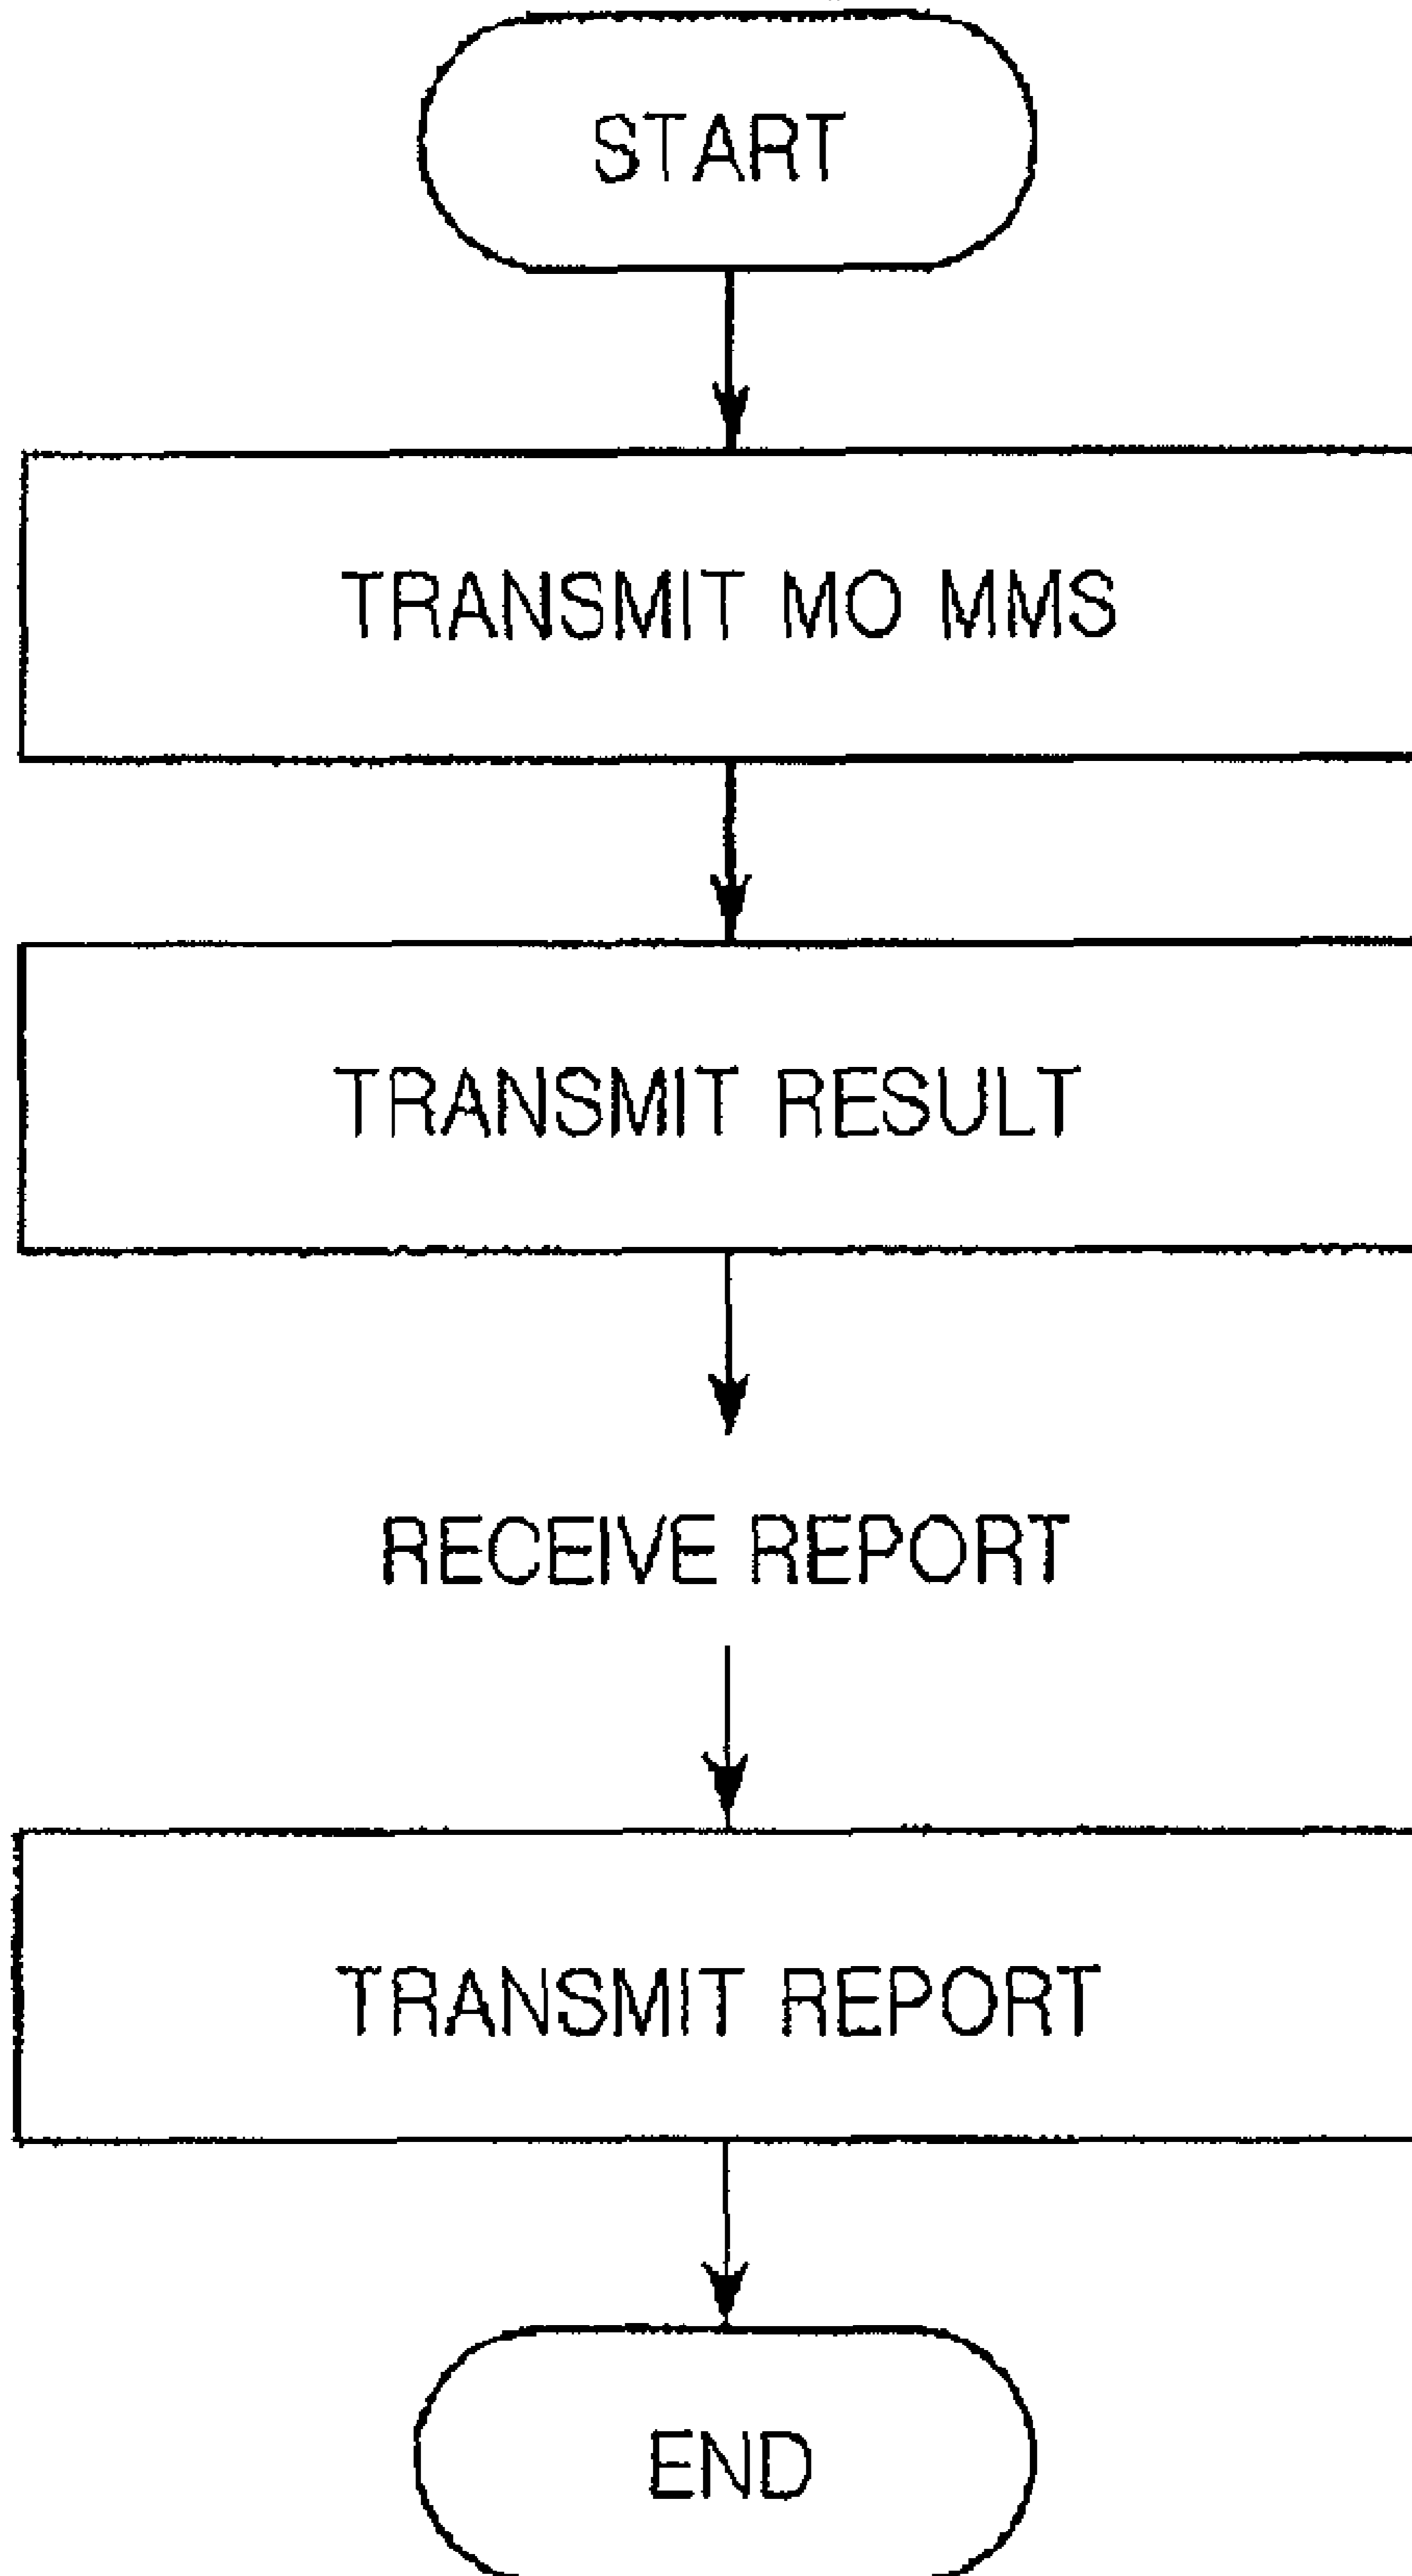 START
TRANSMIT MO MMS
TRANSMIT RESULT
RECEIVE REPORT
TRANSMIT REPORT
END